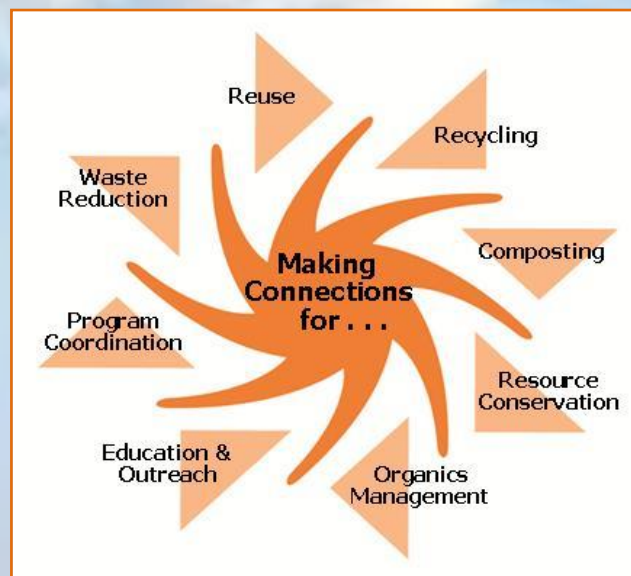 Reuse
Recycling
Waste
Reduction
Composting
Making
Connections
for . . .
Program
Coordination
Resource
Conservation
Education &
Outreach
Organics
Management